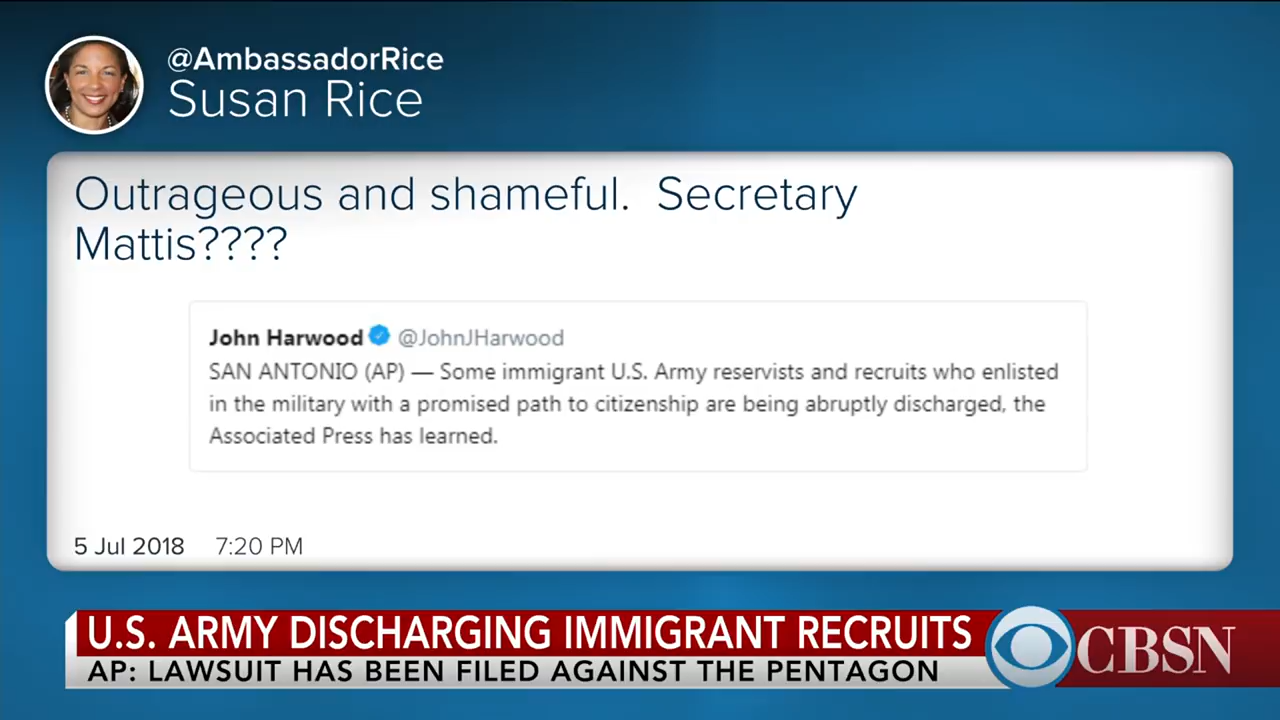 @AmbassadorRice
Susan Rice
Outrageous and shameful.  Secretary
Mattis????
John Harwood @JohnJHarwood
SAN ANTONIO (AP) — Some immigrant U.S. Army reservists and recruits who enlisted
in the military with a promised path to citizenship are being abruptly discharged, the
Associated Press has learned.
5 Jul 2018 7:20 PM
U.S. ARMY DISCHARGING IMMIGRANT RECRUITS
AP: LAWSUIT HAS BEEN FILED AGAINST THE PENTAGON
CBSN